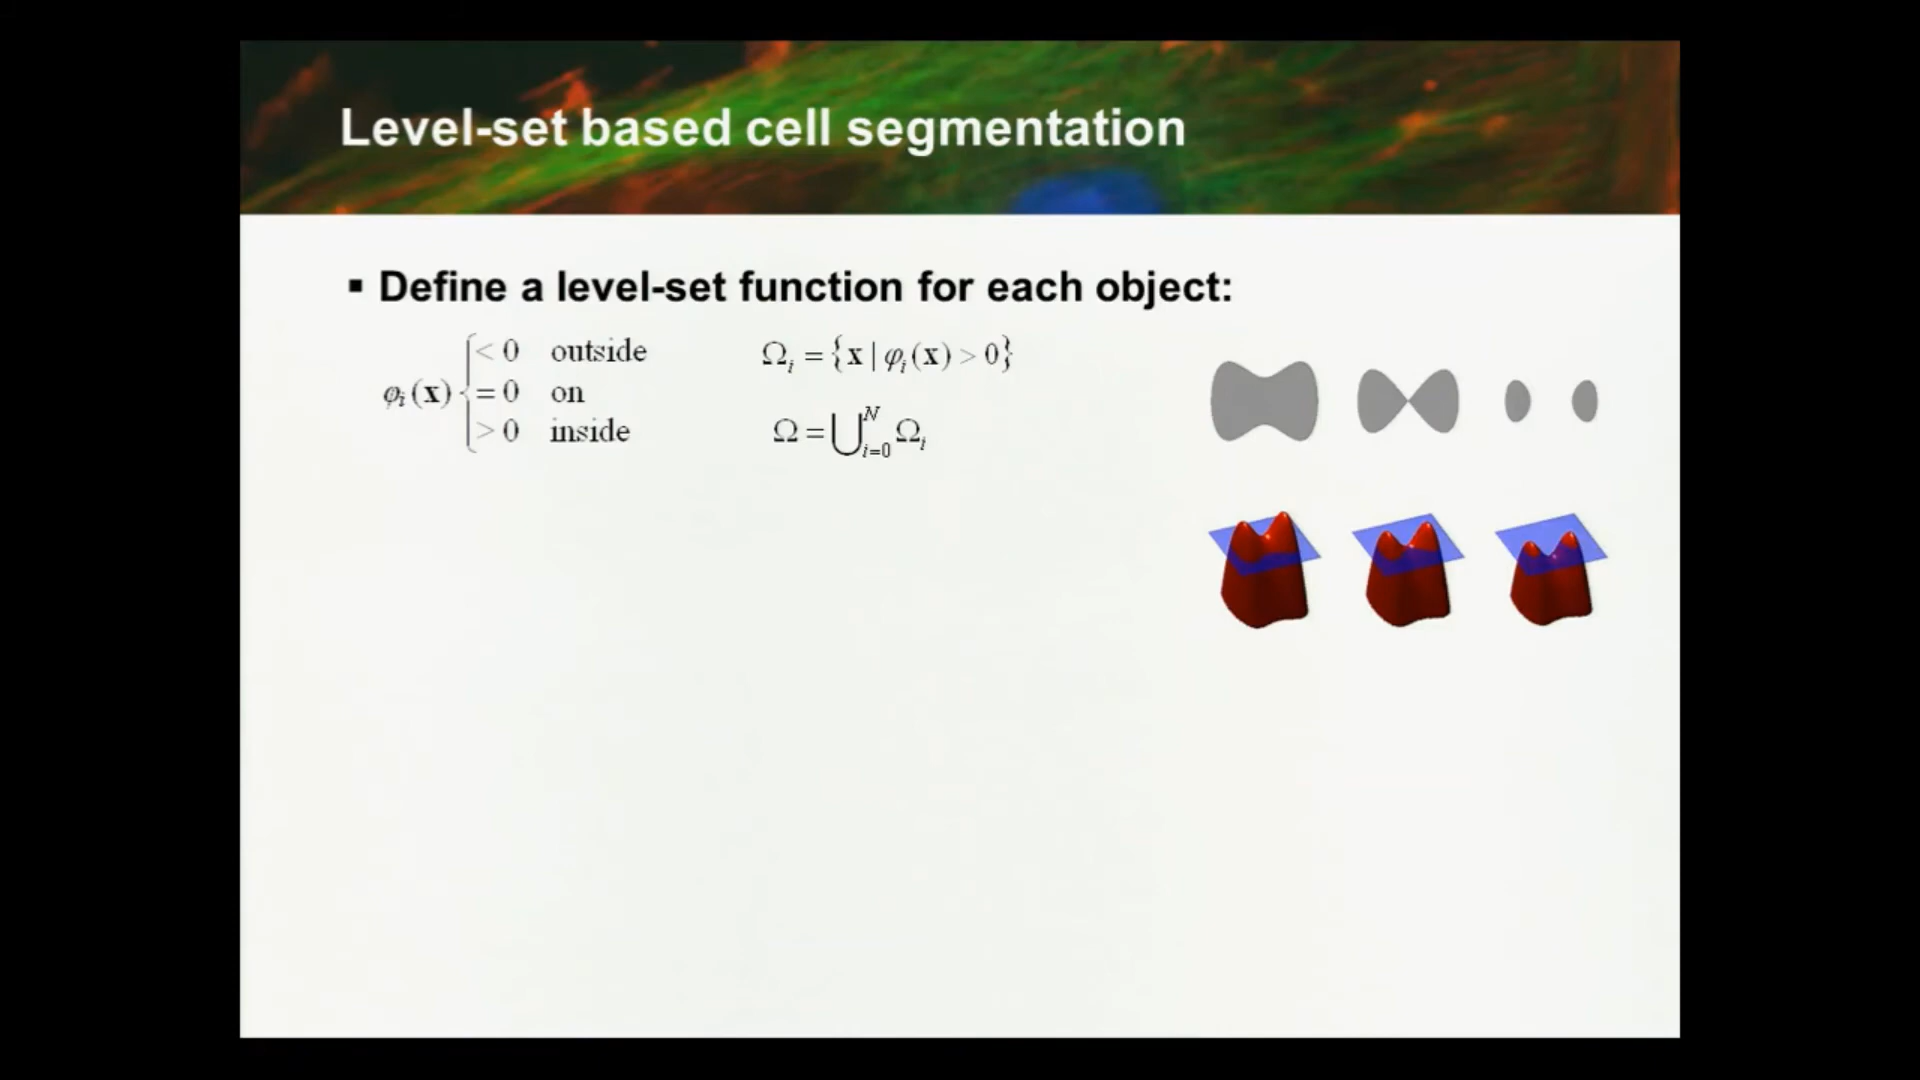 Level-set based cell segmentation
▪ Define a level-set function for each object:
φᵢ(x) { < 0 outside
= 0 on
> 0 inside
Ωᵢ = {x | φᵢ(x) > 0}
Ω = ⋃ᵢ₌₀ᴺ Ωᵢ